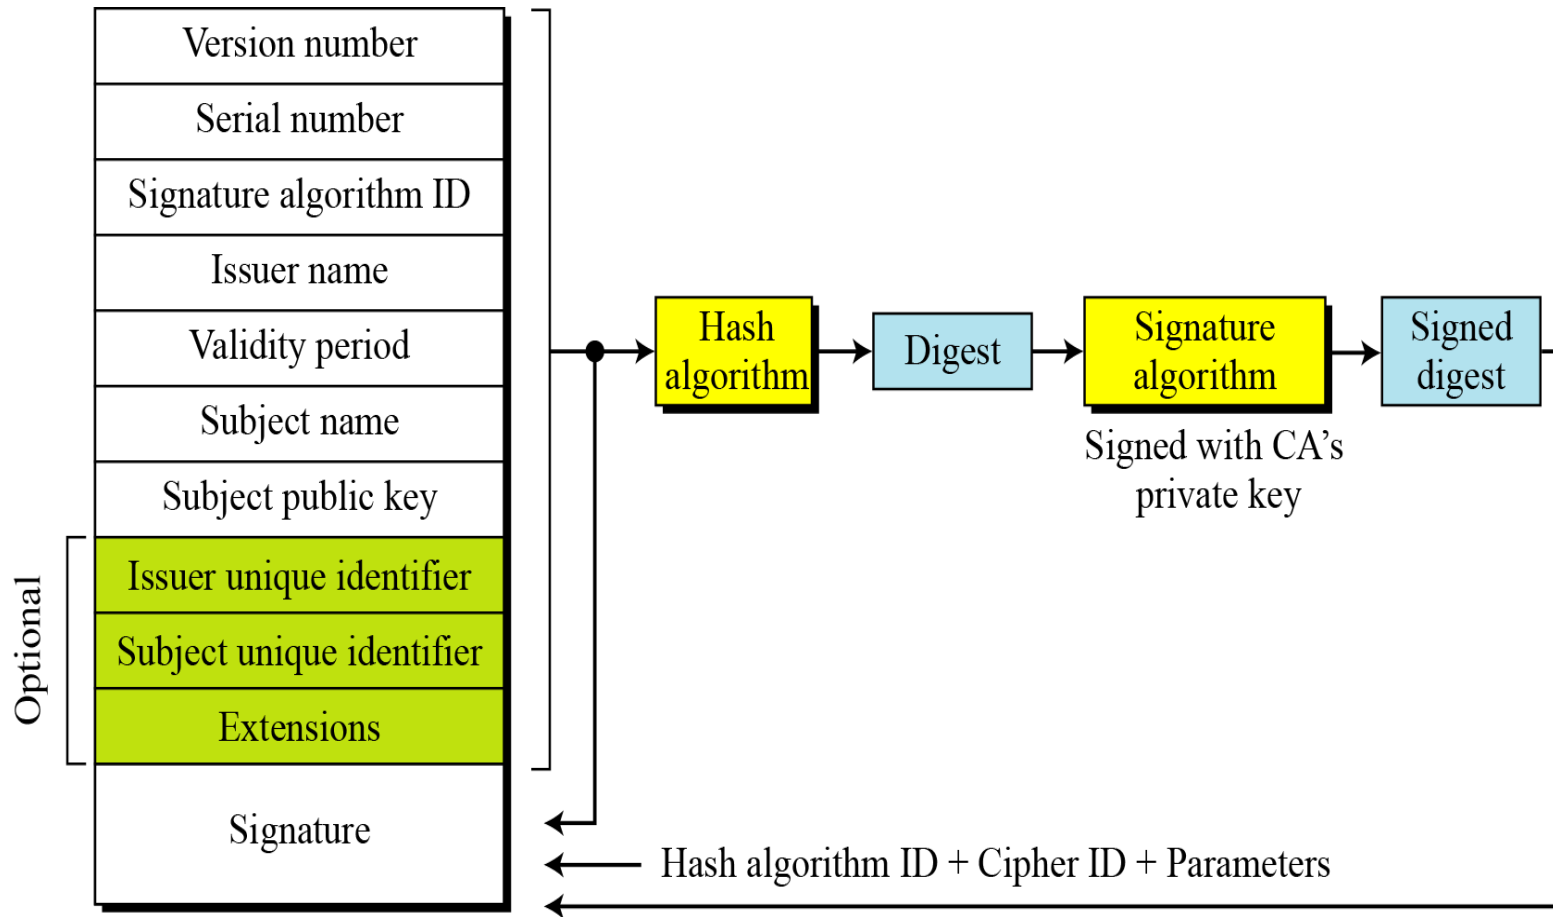 Version number
Serial number
Signature algorithm ID
Issuer name
Validity period
Subject name
Subject public key
Optional
Issuer unique identifier
Subject unique identifier
Extensions
Signature
Hash
algorithm
Digest
Signature
algorithm
Signed with CA’s
private key
Signed
digest
Hash algorithm ID + Cipher ID + Parameters